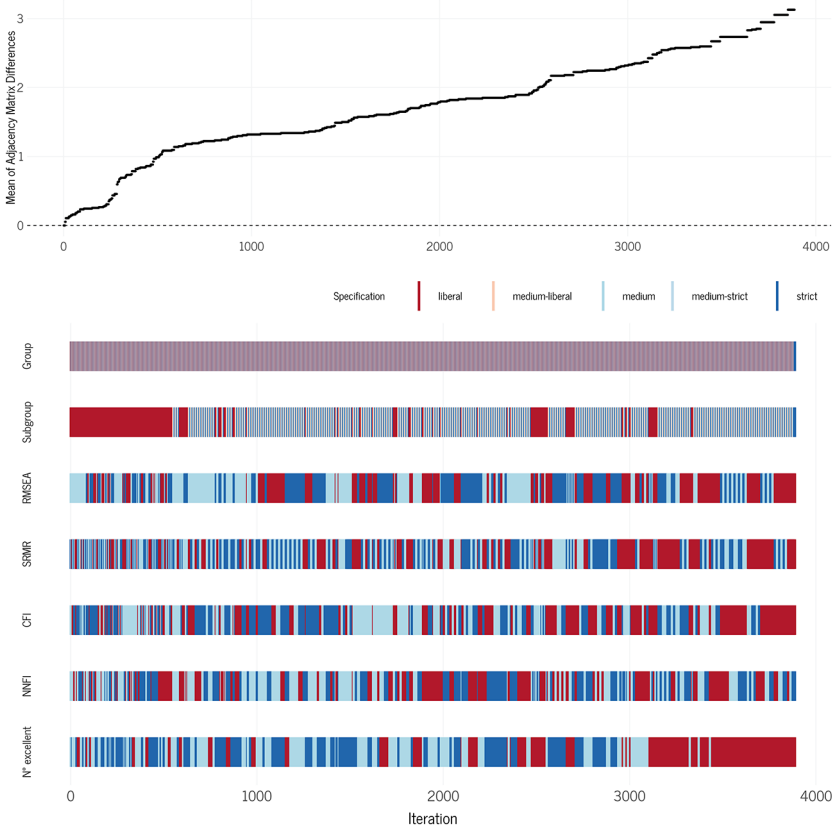 Mean of Adjacency Matrix Differences
3
2
1
0
0 1000 2000 3000 4000
Specification liberal medium-liberal medium medium-strict strict
Group
Subgroup
RMSEA
SRMR
CFI
NNFI
N° excellent
0 1000 2000 3000 4000
Iteration